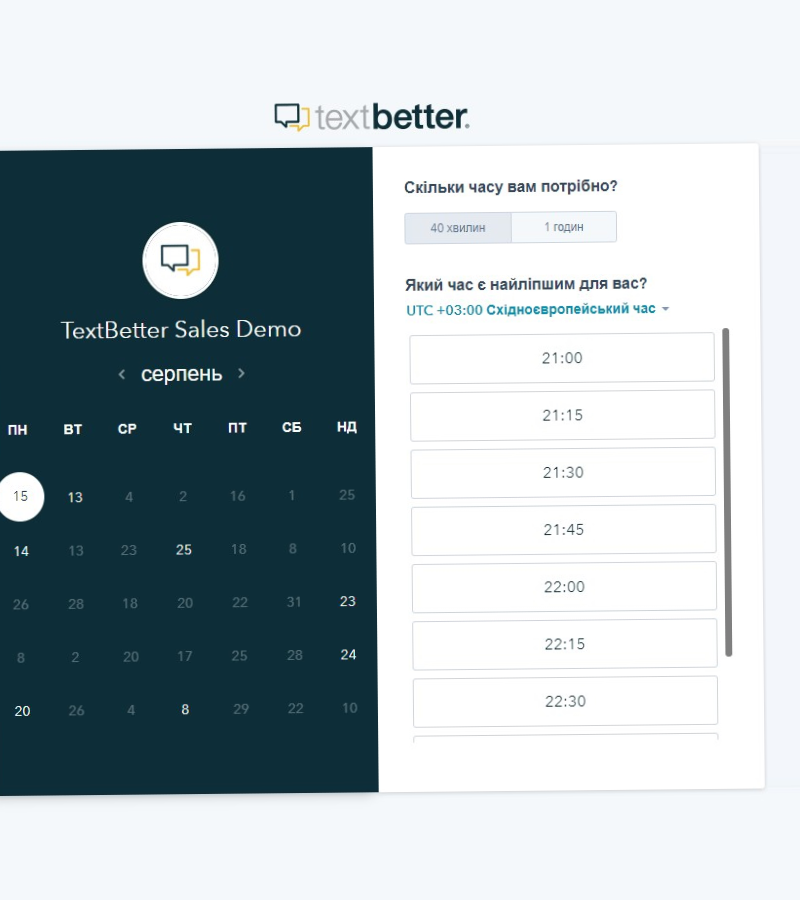 textbetter.
TextBetter Sales Demo
серпень
ПН ВТ СР ЧТ ПТ СБ НД
15 13 4 2 16 1 25
14 13 23 25 18 8 10
26 28 18 20 22 31 23
8 2 20 17 25 28 24
20 26 4 8 29 22 10
Скільки часу вам потрібно?
40 хвилин 1 годин
Який час є найліпшим для вас?
UTC +03:00 Східноєвропейський час
21:00
21:15
21:30
21:45
22:00
22:15
22:30